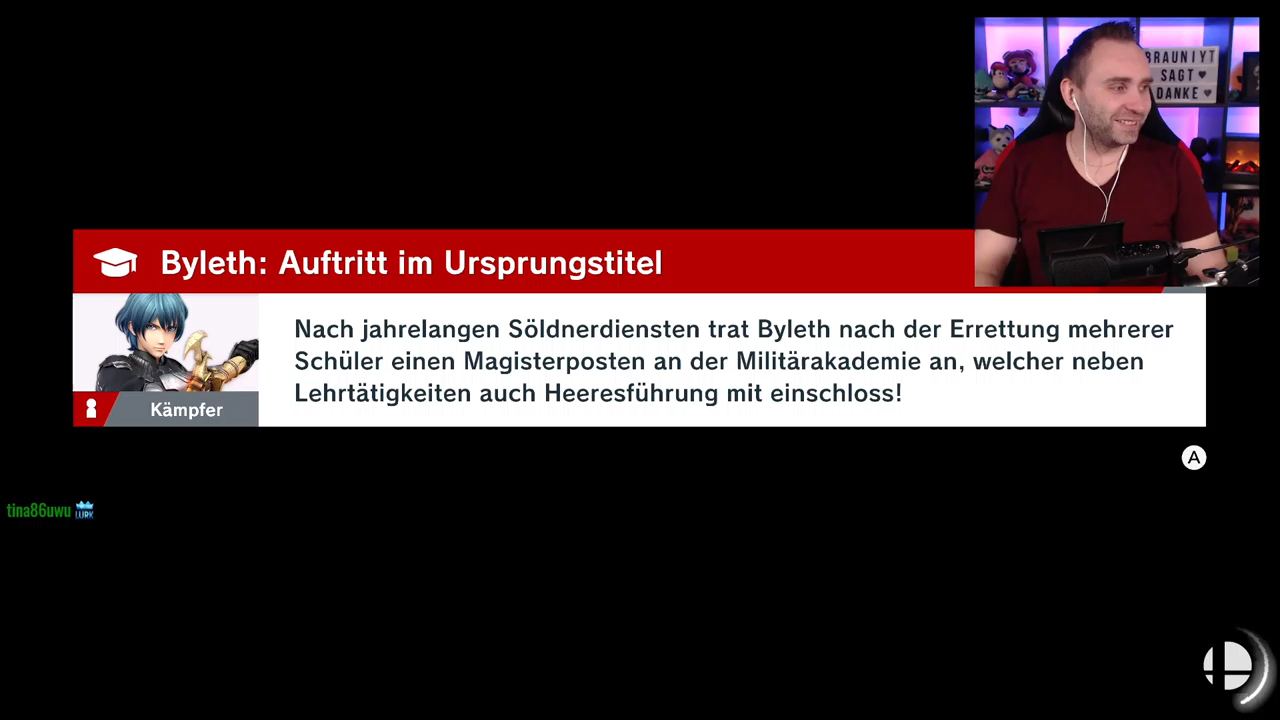 BRAUNIYT
SAGT ♥
DANKE ♥
Byleth: Auftritt im Ursprungstitel
Nach jahrelangen Söldnerdiensten trat Byleth nach der Errettung mehrerer
Schüler einen Magisterposten an der Militärakademie an, welcher neben
Lehrtätigkeiten auch Heeresführung mit einschloss!
Kämpfer
A
tina86uwu LURK